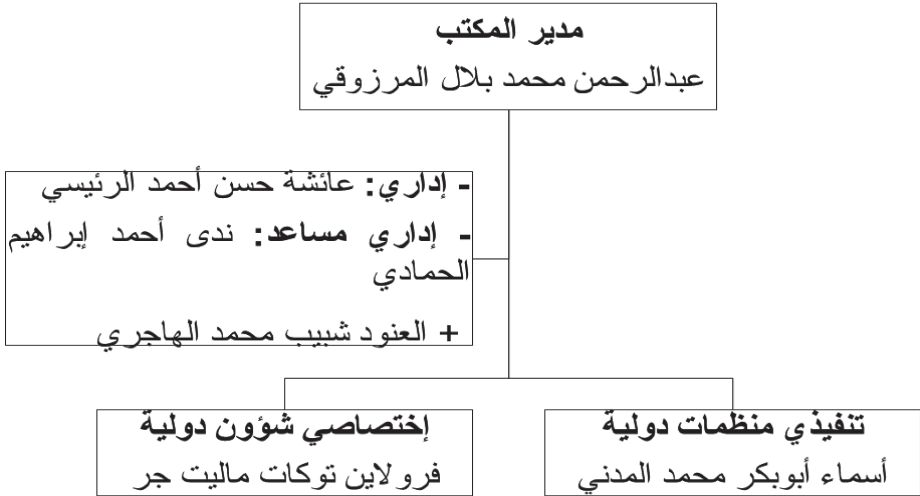 مدير المكتب
عبدالرحمن محمد بلال المرزوقي
- إداري: عائشة حسن أحمد الرئيسي
- إداري مساعد: ندى أحمد إبراهيم
الحمادي
+ العنود شبيب محمد الهاجري
تنفيذي منظمات دولية
أسماء أبوبكر محمد المدني
إختصاصي شؤون دولية
فرولاين توكات ماليت جر